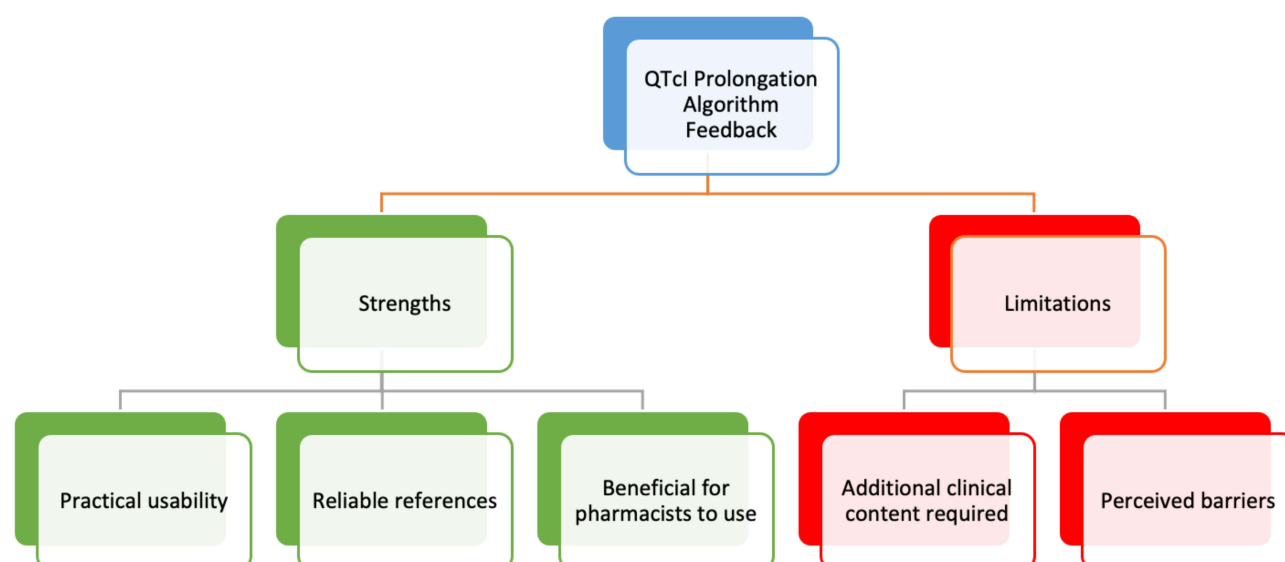 QTcI Prolongation
Algorithm
Feedback
Strengths
Limitations
Practical usability
Reliable references
Beneficial for
pharmacists to use
Additional clinical
content required
Perceived barriers